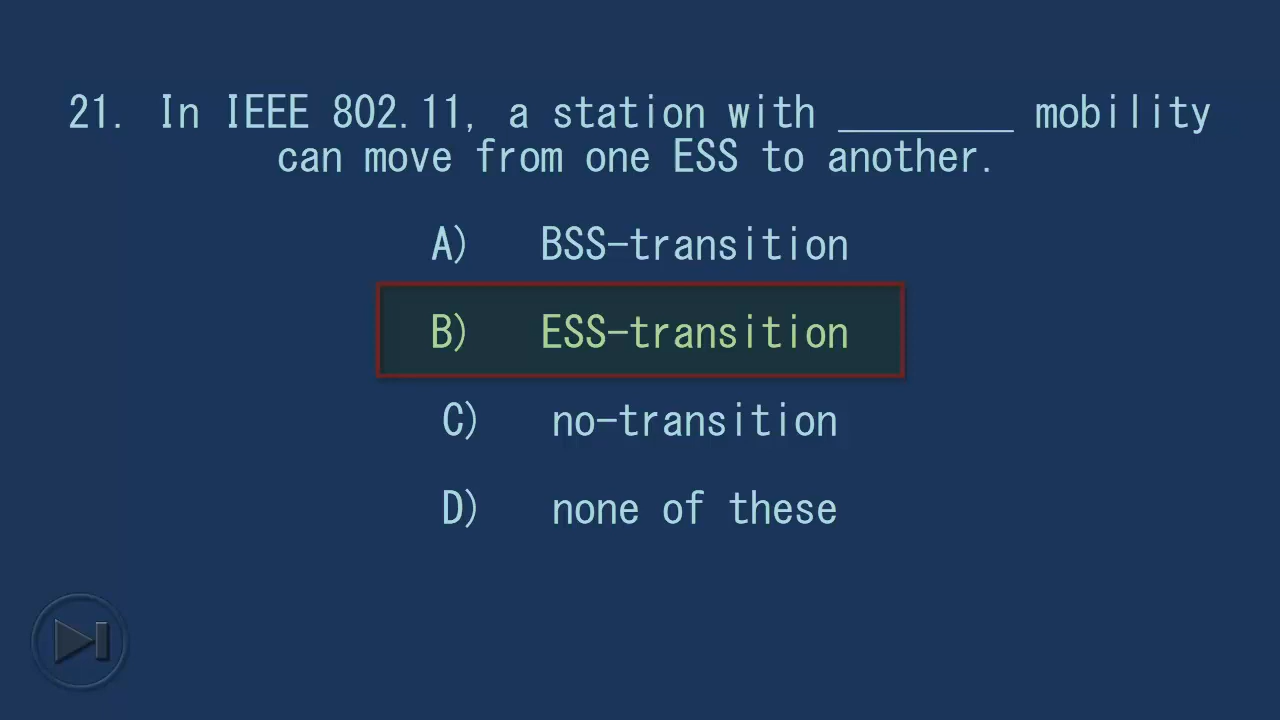 21. In IEEE 802.11, a station with ________ mobility
can move from one ESS to another.
A) BSS-transition
B) ESS-transition
C) no-transition
D) none of these